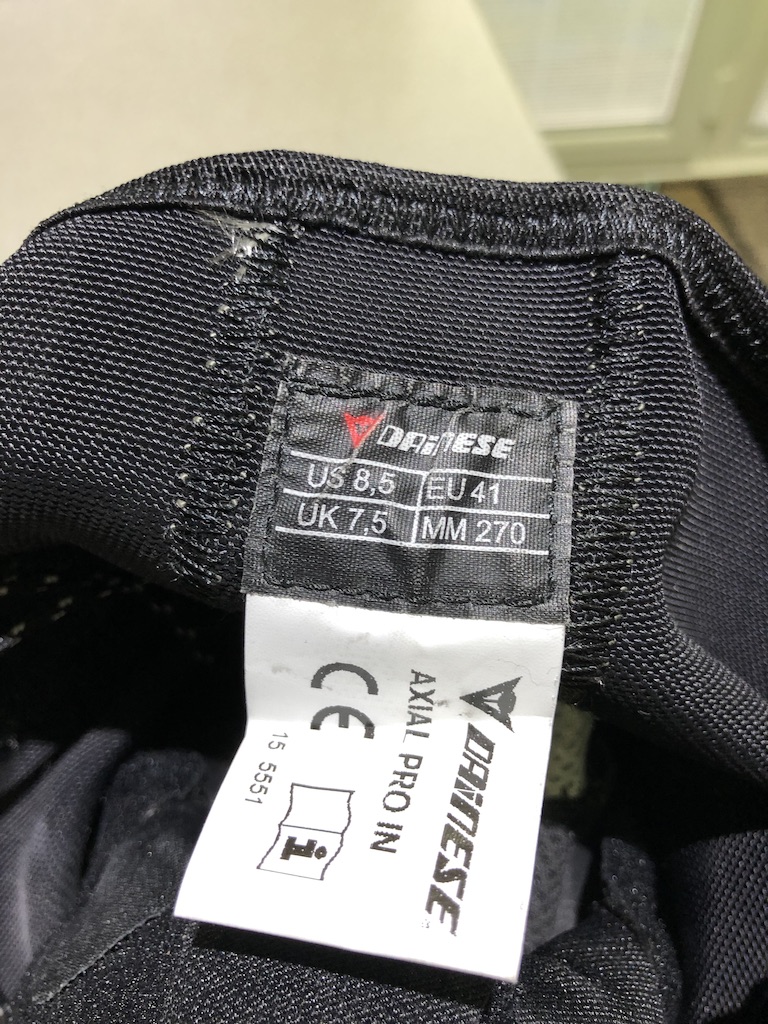 DAiNESE
US 8,5 EU 41
UK 7,5 MM 270
DAiNESE
AXIAL PRO IN
CE
i
15 5551